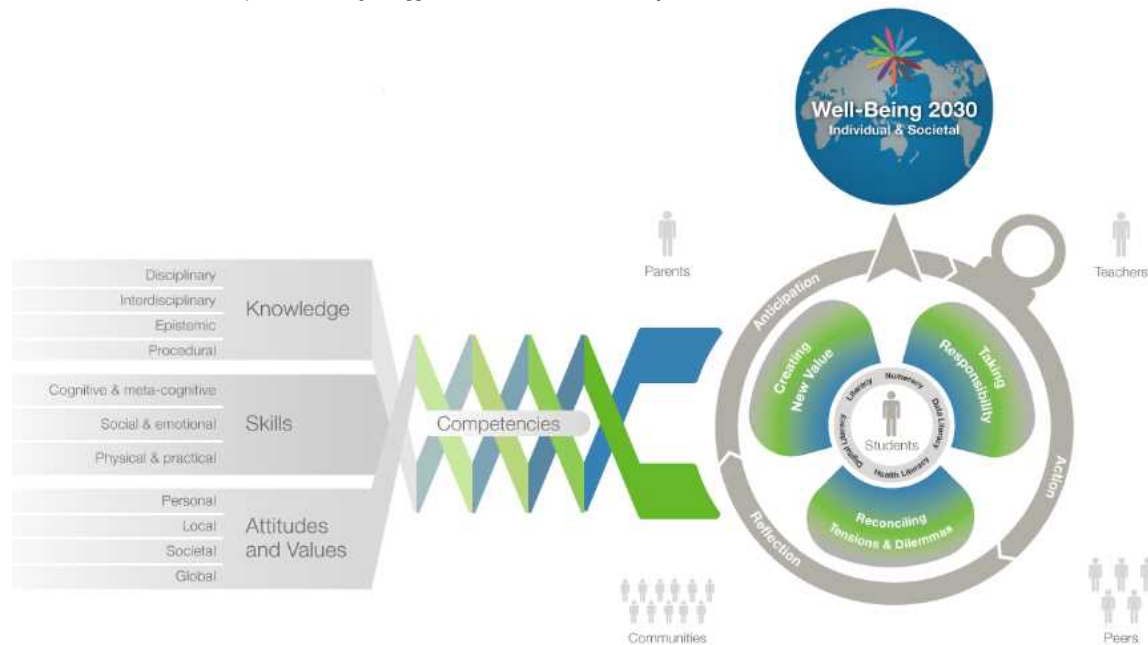 Well-Being 2030
Individual & Societal
Parents
Teachers
Disciplinary
Interdisciplinary
Epistemic
Procedural
Knowledge
Cognitive & meta-cognitive
Social & emotional
Physical & practical
Skills
Personal
Local
Societal
Global
Attitudes
and Values
Competencies
Anticipation
Action
Reflection
Creating
New Value
Taking
Responsibility
Reconciling
Tensions & Dilemmas
Literacy
Numeracy
Data Literacy
Health Literacy
Digital Literacy
Students
Communities
Peers